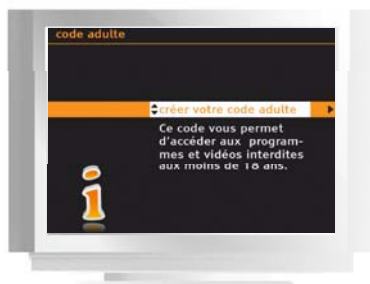 code adulte
créer votre code adulte
Ce code vous permet
d'accéder aux program-
mes et vidéos interdites
aux moins de 18 ans.